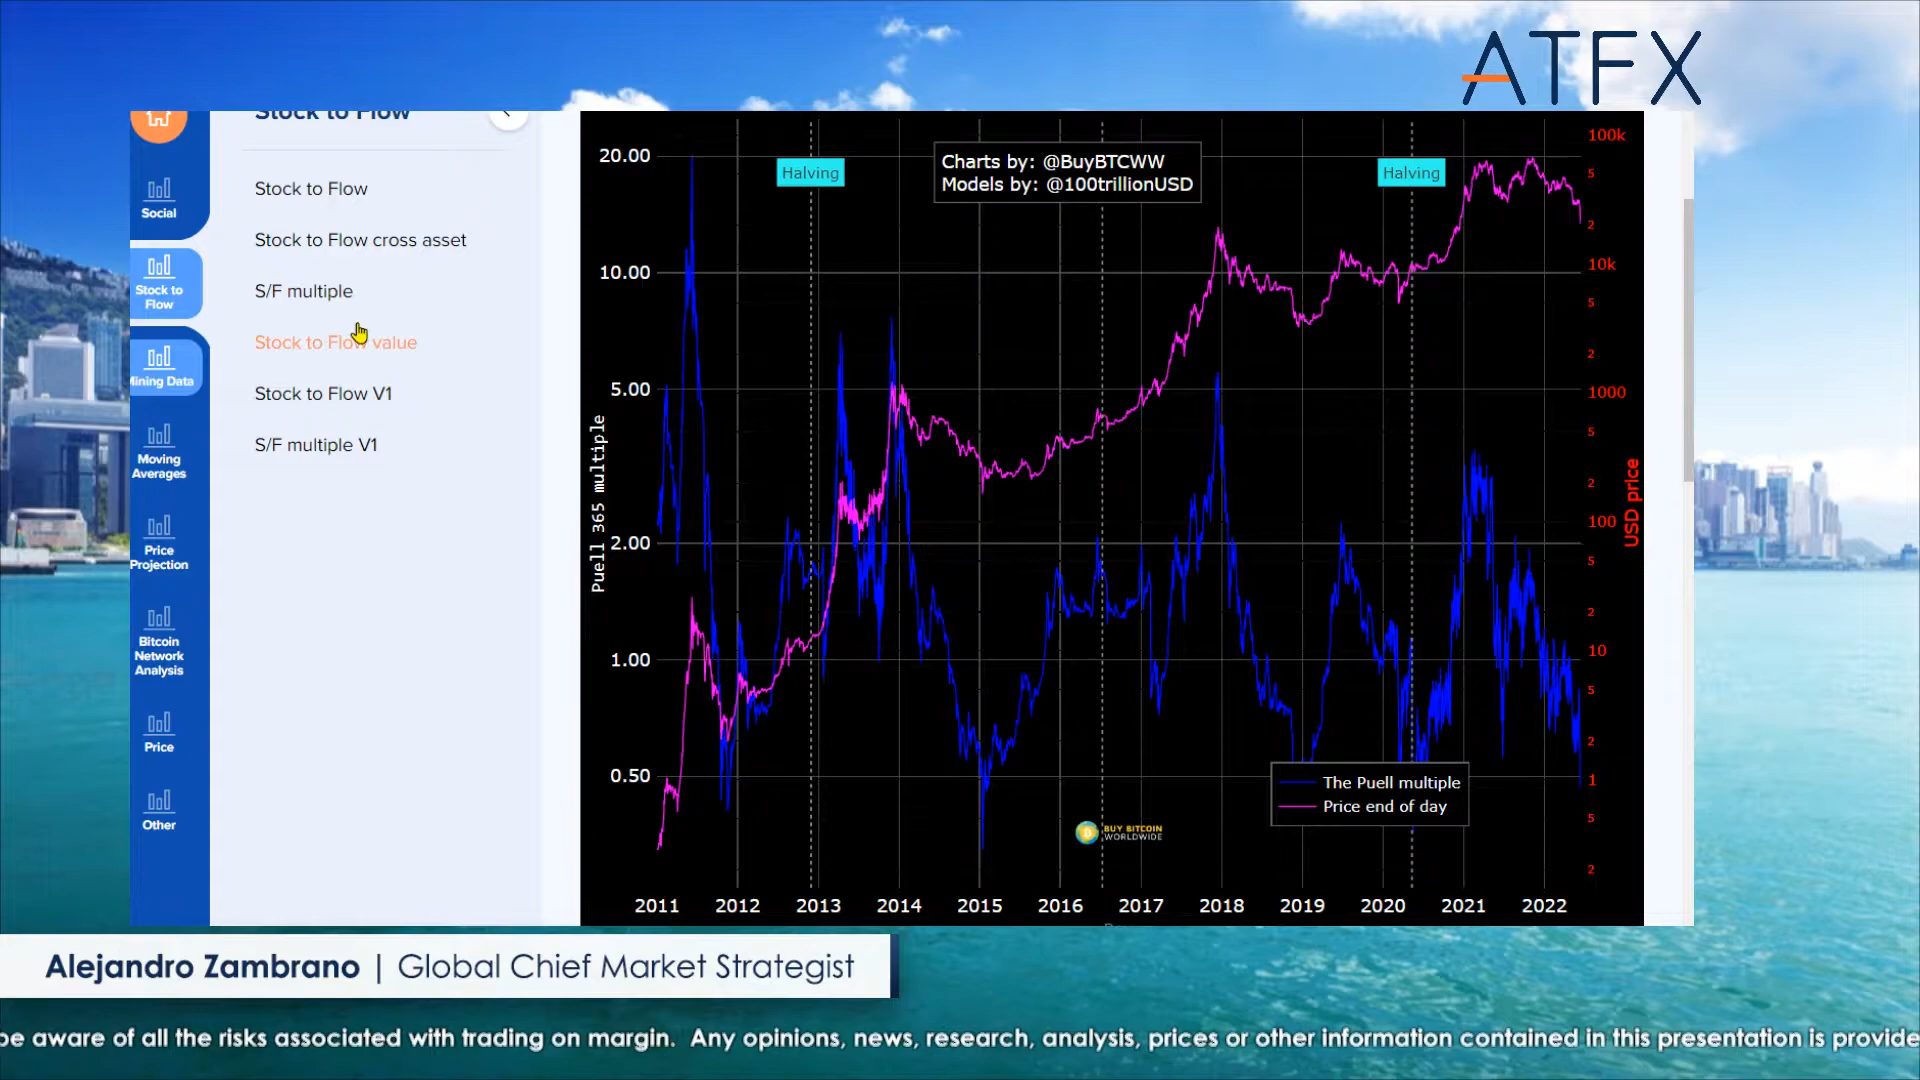 ATFX
Stock to Flow
Social
Stock to
Flow
Mining Data
Moving
Averages
Price
Projection
Bitcoin
Network
Analysis
Price
Other
Stock to Flow
Stock to Flow cross asset
S/F multiple
Stock to Flow value
Stock to Flow V1
S/F multiple V1
Halving
Charts by: @BuyBTCWW
Models by: @100trillionUSD
Halving
20.00
10.00
5.00
2.00
1.00
0.50
Puell 365 multiple
100k
5
2
10k
5
2
1000
5
2
100
5
2
10
5
2
1
5
2
USD price
The Puell multiple
Price end of day
BUY BITCOIN
WORLDWIDE
2011 2012 2013 2014 2015 2016 2017 2018 2019 2020 2021 2022
Alejandro Zambrano | Global Chief Market Strategist
be aware of all the risks associated with trading on margin. Any opinions, news, research, analysis, prices or other information contained in this presentation is provide